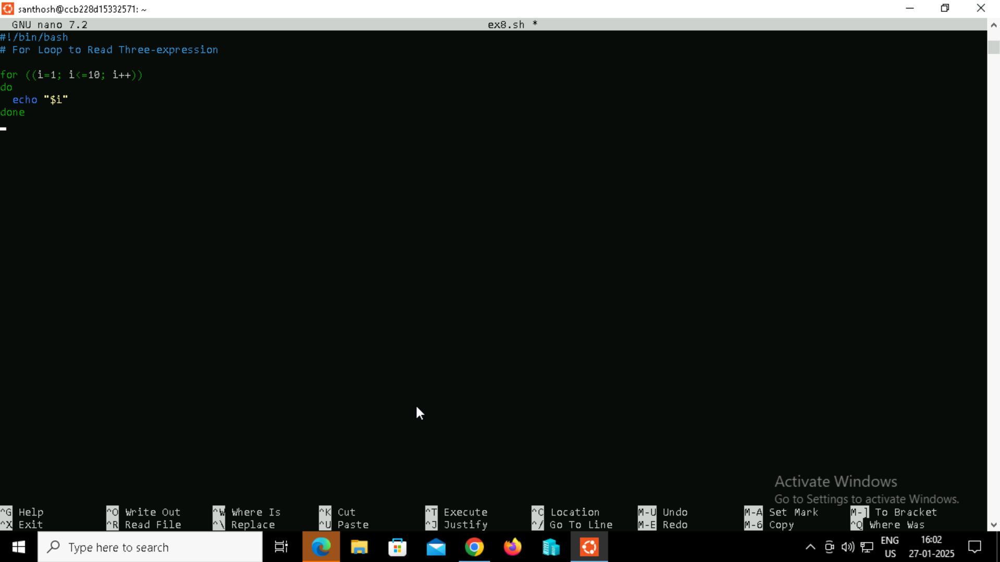 santhosh@ccb228d15332571: ~
GNU nano 7.2 ex8.sh *
#!/bin/bash
# For Loop to Read Three-expression
for ((i=1; i<=10; i++))
do
  echo "$i"
done
Activate Windows
Go to Settings to activate Windows.
^G Help ^O Write Out ^W Where Is ^K Cut ^T Execute ^C Location M-U Undo M-A Set Mark M-] To Bracket
^X Exit ^R Read File ^\ Replace ^U Paste ^J Justify ^/ Go To Line M-E Redo M-6 Copy ^Q Where Was
Type here to search
ENG
US
16:02
27-01-2025